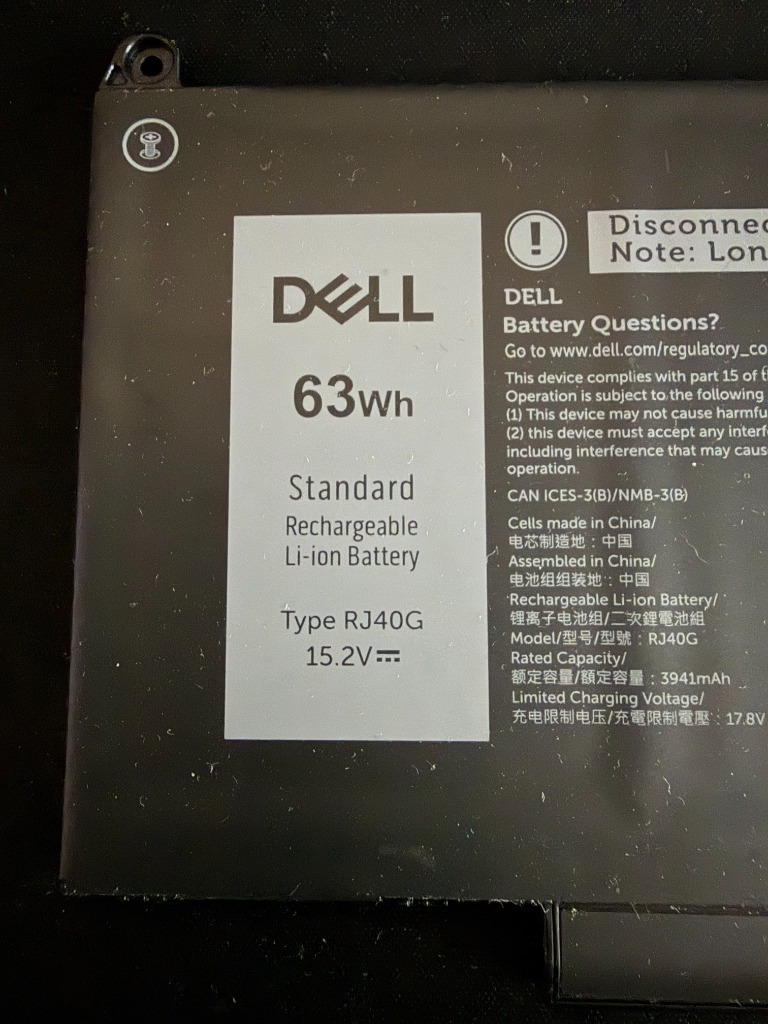 DELL
63Wh
Standard
Rechargeable
Li-ion Battery
Type RJ40G
15.2V⎓
!
Disconnec
Note: Lon
DELL
Battery Questions?
Go to www.dell.com/regulatory_co
This device complies with part 15 of t
Operation is subject to the following
(1) This device may not cause harmfu
(2) this device must accept any interf
including interference that may caus
operation.
CAN ICES-3(B)/NMB-3(B)
Cells made in China/
电芯制造地：中国
Assembled in China/
电池组组装地：中国
Rechargeable Li-ion Battery/
锂离子电池组/二次鋰電池組
Model/型号/型號：RJ40G
Rated Capacity/
额定容量/額定容量：3941mAh
Limited Charging Voltage/
充电限制电压/充電限制電壓：17.8V